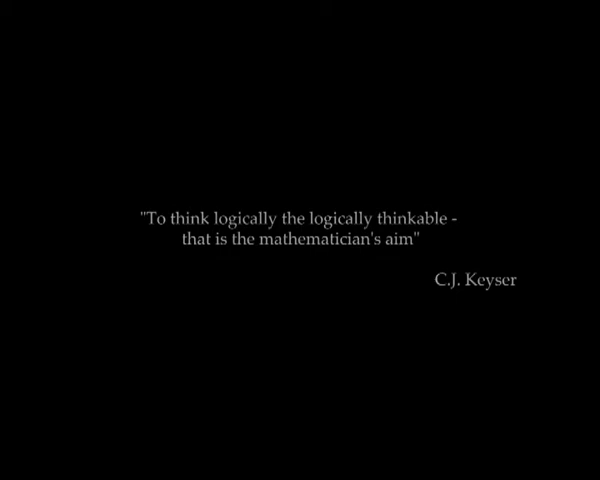 "To think logically the logically thinkable -
that is the mathematician's aim"
C.J. Keyser